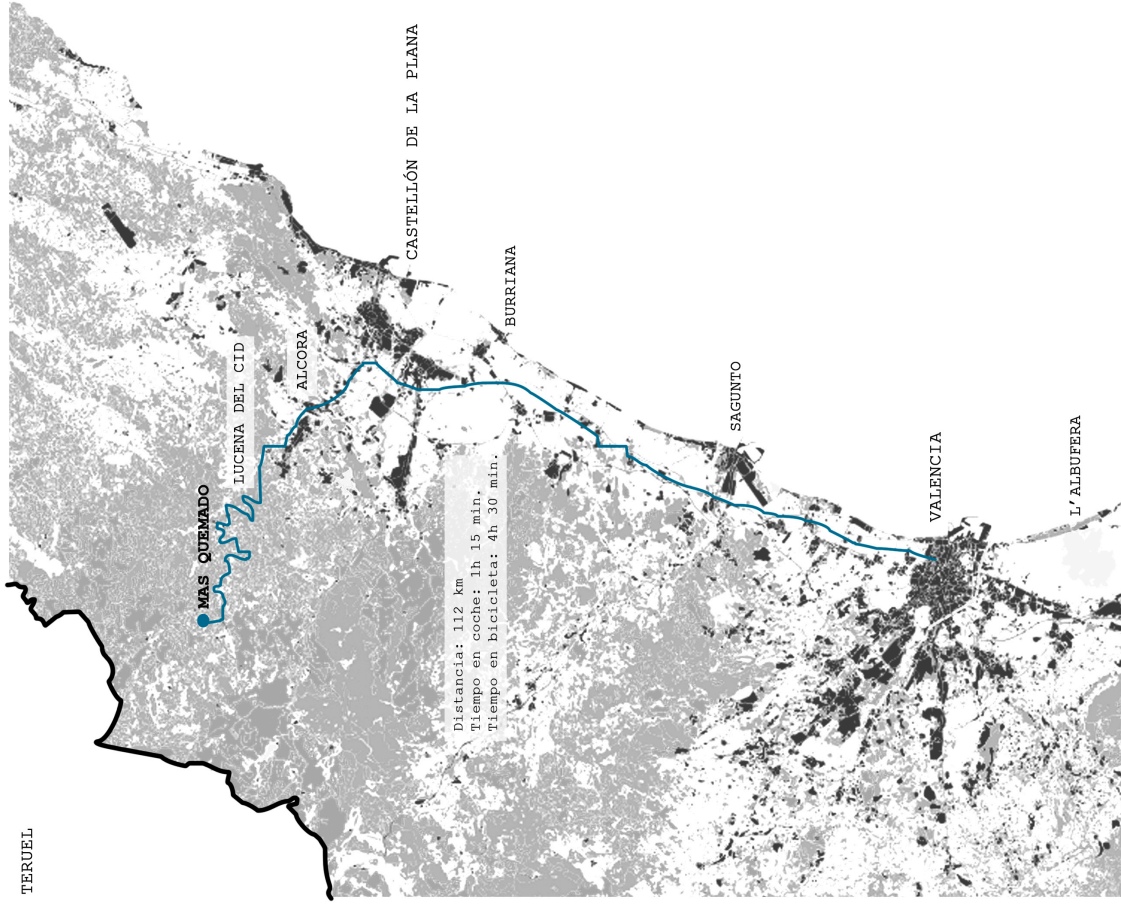 TERUEL
MAS QUEMADO
LUCENA DEL CID
ALCORA
CASTELLÓN DE LA PLANA
BURRIANA
Distancia: 112 km
Tiempo en coche: 1h 15 min.
Tiempo en bicicleta: 4h 30 min.
SAGUNTO
VALENCIA
L'ALBUFERA